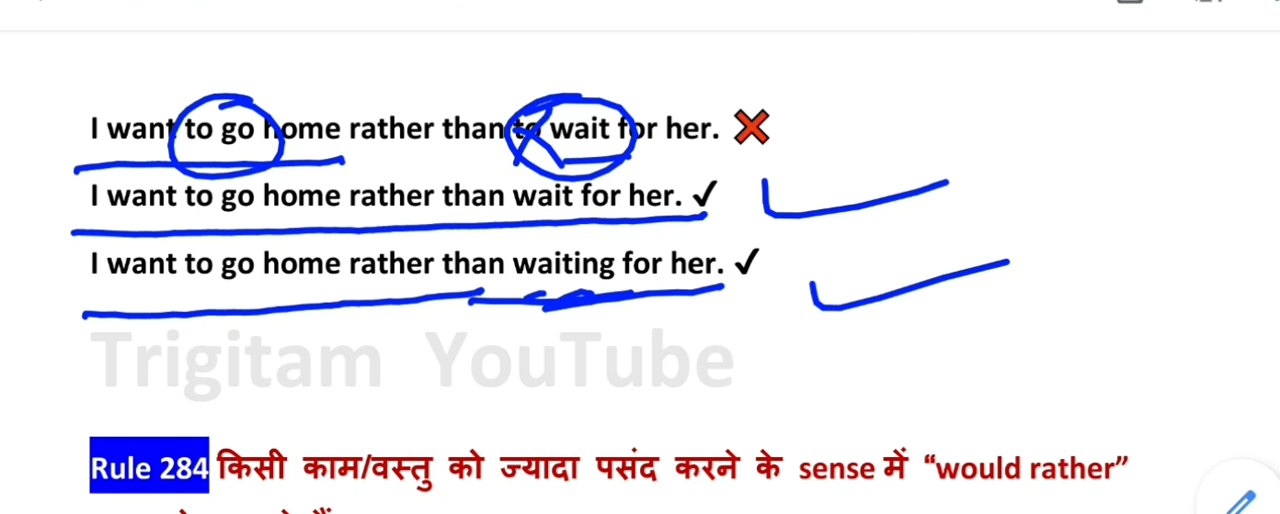 I want to go home rather than to wait for her. ❌
I want to go home rather than wait for her. ✓
I want to go home rather than waiting for her. ✓
Trigitam YouTube
Rule 284 किसी काम/वस्तु को ज्यादा पसंद करने के sense में “would rather”